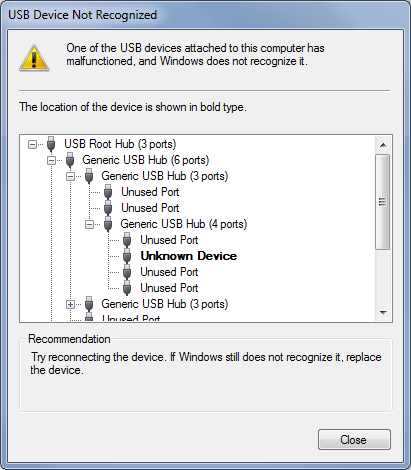 USB Device Not Recognized
One of the USB devices attached to this computer has
malfunctioned, and Windows does not recognize it.
The location of the device is shown in bold type.
USB Root Hub (3 ports)
Generic USB Hub (6 ports)
Generic USB Hub (3 ports)
Unused Port
Unused Port
Generic USB Hub (4 ports)
Unused Port
Unknown Device
Unused Port
Unused Port
Generic USB Hub (3 ports)
Unused Port
Recommendation
Try reconnecting the device. If Windows still does not recognize it, replace
the device.
Close